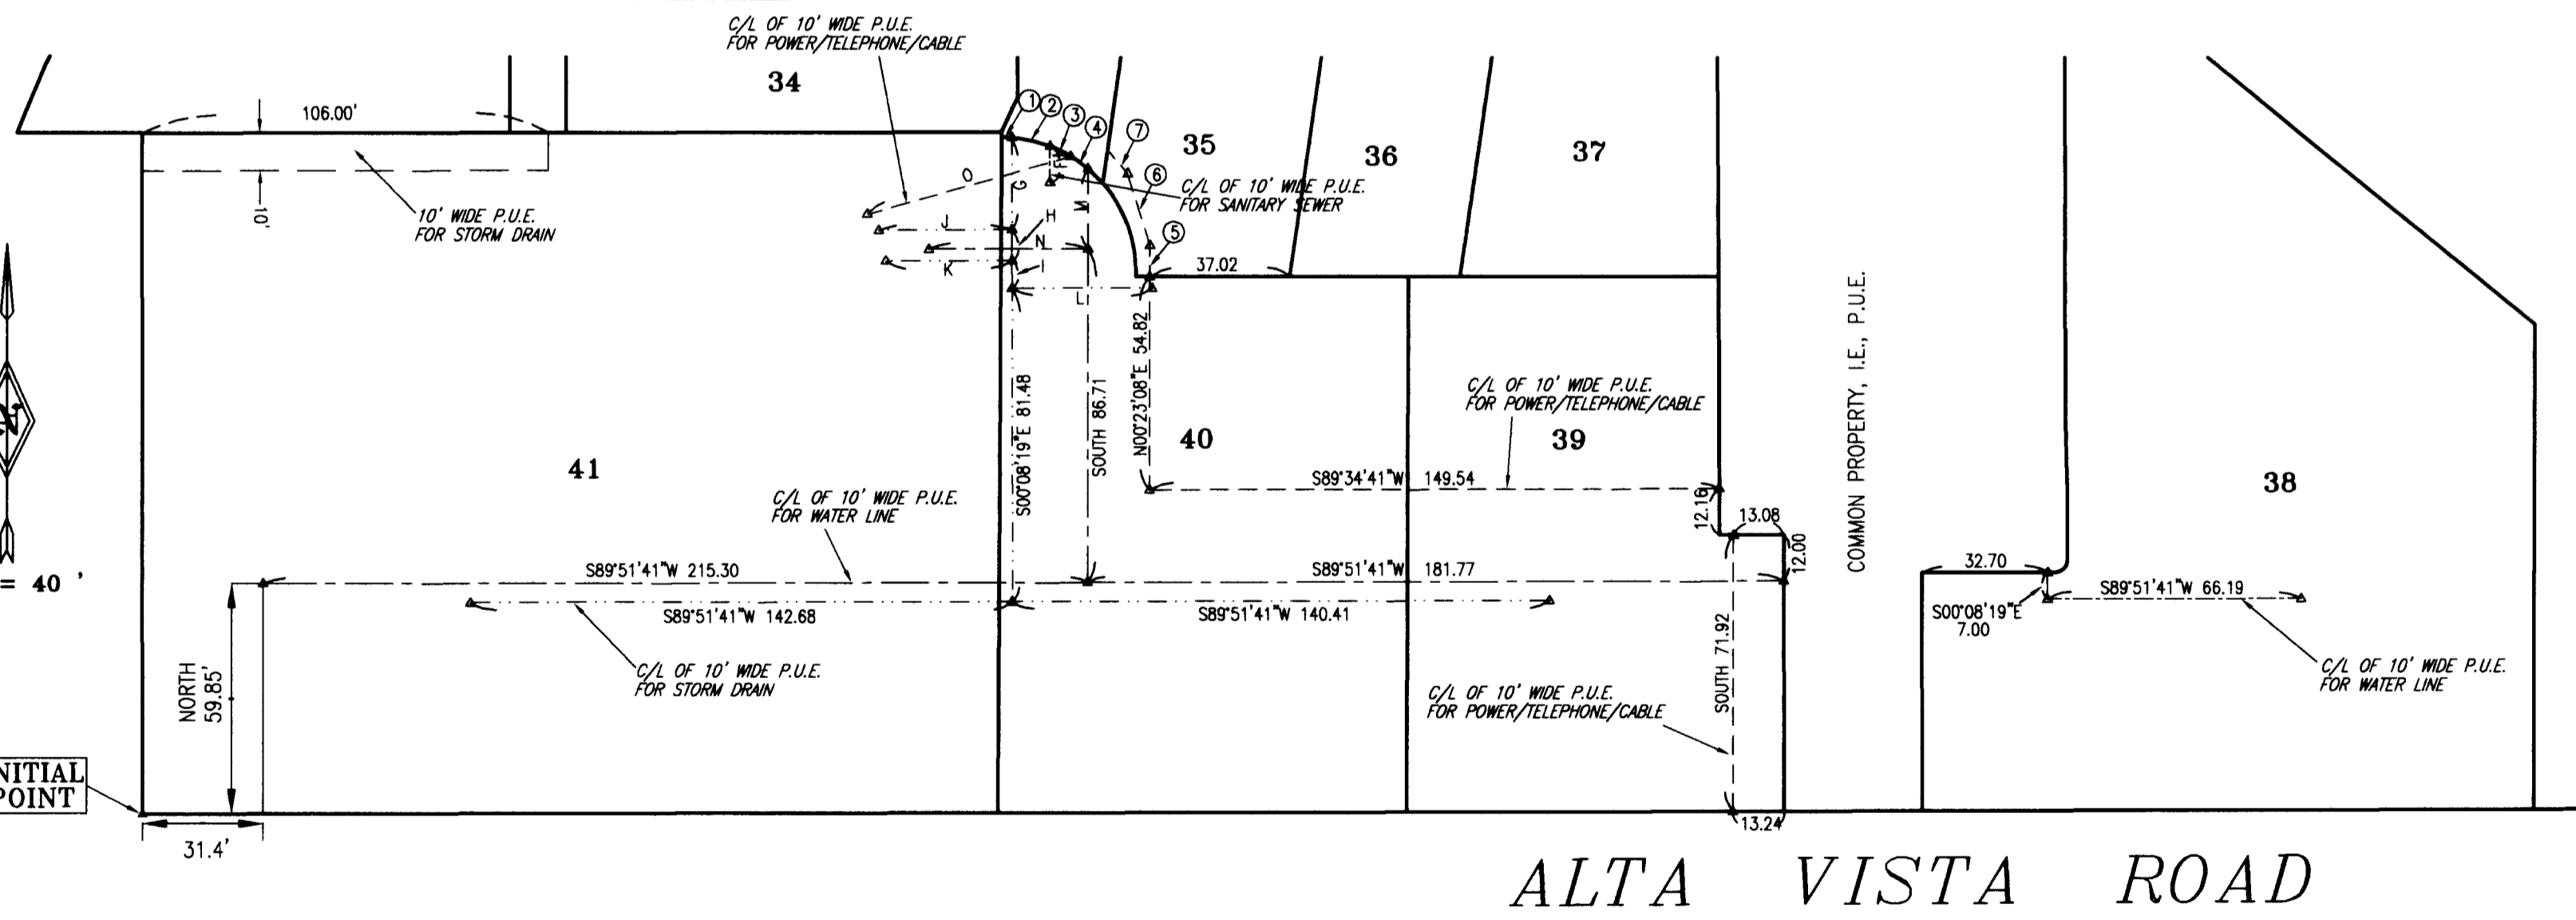 C/L OF 10' WIDE P.U.E.
FOR POWER/TELEPHONE/CABLE
34
106.00'
1
2
3
4
7
35
36
37
6
O
G
C/L OF 10' WIDE P.U.E.
FOR SANITARY SEWER
10'
10' WIDE P.U.E.
FOR STORM DRAIN
M
J
H
N
5
K
I
37.02
L
COMMON PROPERTY, I.E., P.U.E.
N00°23'08"E 54.82
S00°08'19"E 81.48
SOUTH 86.71
C/L OF 10' WIDE P.U.E.
FOR POWER/TELEPHONE/CABLE
41
40
39
38
S89°34'41"W 149.54
C/L OF 10' WIDE P.U.E.
FOR WATER LINE
12.16
13.08
12.00
= 40 '
S89°51'41"W 215.30
S89°51'41"W 181.77
32.70
S89°51'41"W 66.19
S89°51'41"W 142.68
S89°51'41"W 140.41
S00°08'19"E
7.00
NORTH
59.85'
C/L OF 10' WIDE P.U.E.
FOR STORM DRAIN
SOUTH 71.92
C/L OF 10' WIDE P.U.E.
FOR POWER/TELEPHONE/CABLE
C/L OF 10' WIDE P.U.E.
FOR WATER LINE
NITIAL
POINT
31.4'
13.24
ALTA VISTA ROAD